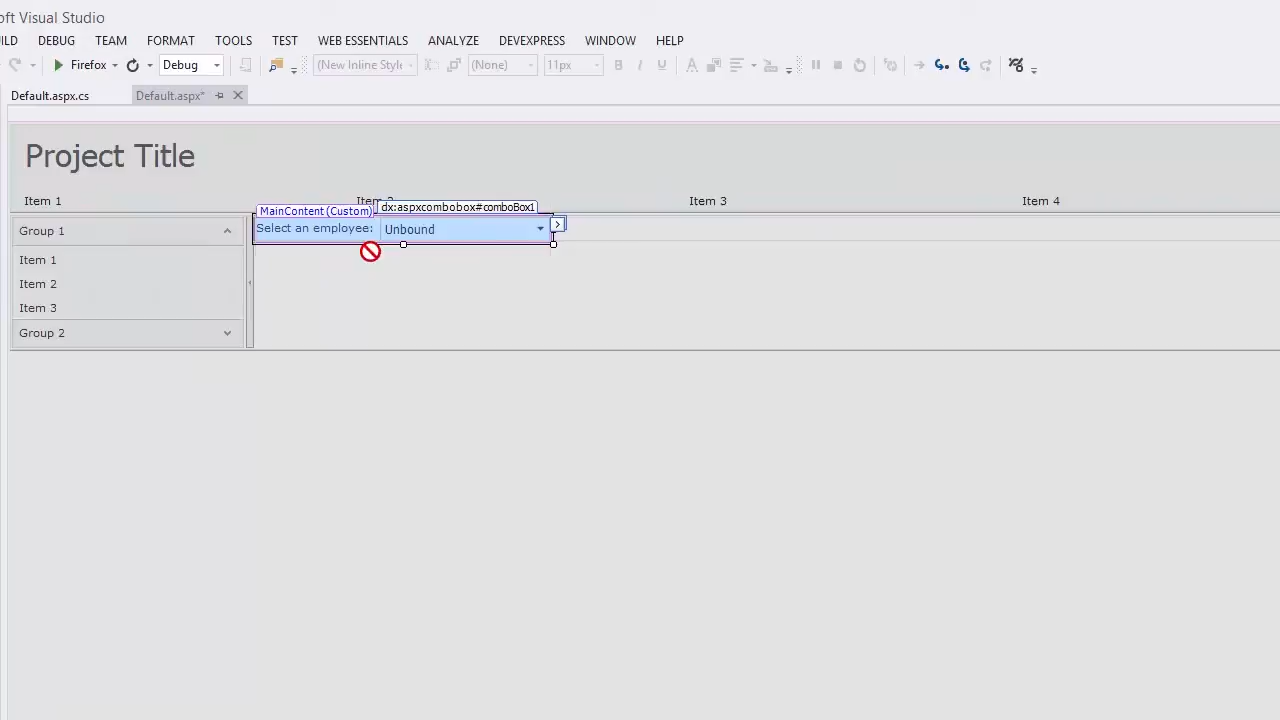 oft Visual Studio
ILD DEBUG TEAM FORMAT TOOLS TEST WEB ESSENTIALS ANALYZE DEVEXPRESS WINDOW HELP
Firefox Debug (New Inline Style (None) 11px B I U A
Default.aspx.cs Default.aspx*
Project Title
Item 1 Item 2 Item 3 Item 4
MainContent (Custom) dx:aspxcombobox#comboBox1
Group 1 Select an employee: Unbound
Item 1
Item 2
Item 3
Group 2